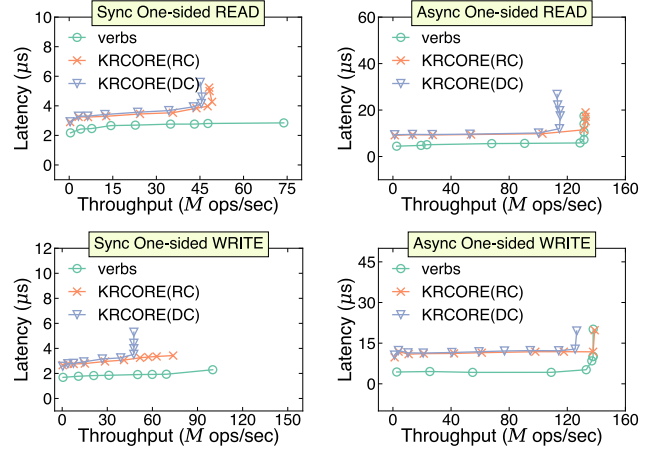 Sync One-sided READ
Latency (μs)
10
8
6
4
2
0
verbs
KRCORE(RC)
KRCORE(DC)
0 15 30 45 60 75
Throughput (M ops/sec)
Async One-sided READ
Latency (μs)
60
40
20
0
verbs
KRCORE(RC)
KRCORE(DC)
0 40 80 120 160
Throughput (M ops/sec)
Sync One-sided WRITE
Latency (μs)
12
10
8
6
4
2
0
verbs
KRCORE(RC)
KRCORE(DC)
0 30 60 90 120 150
Throughput (M ops/sec)
Async One-sided WRITE
Latency (μs)
45
30
15
0
verbs
KRCORE(RC)
KRCORE(DC)
0 40 80 120 160
Throughput (M ops/sec)